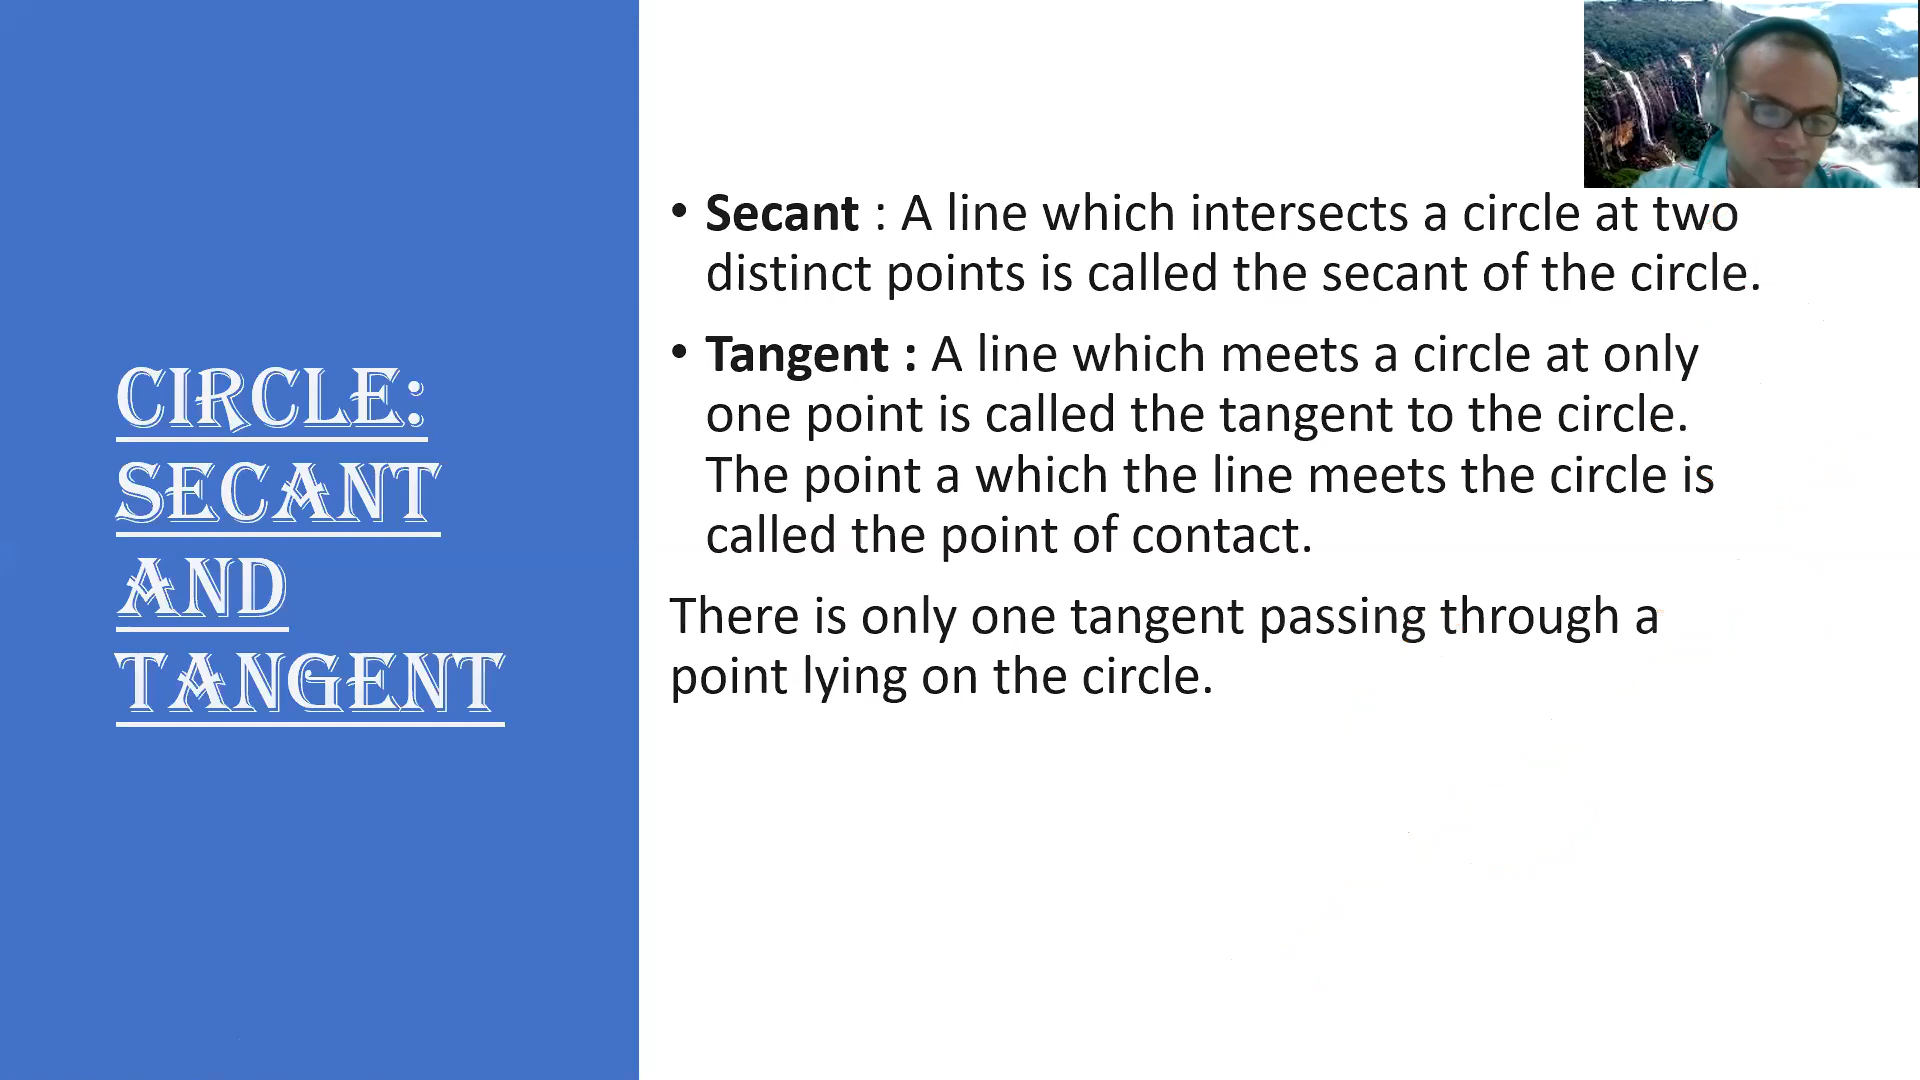 CIRCLE:
SECANT
AND
TANGENT
• Secant : A line which intersects a circle at two
distinct points is called the secant of the circle.
• Tangent : A line which meets a circle at only
one point is called the tangent to the circle.
The point a which the line meets the circle is
called the point of contact.
There is only one tangent passing through a
point lying on the circle.